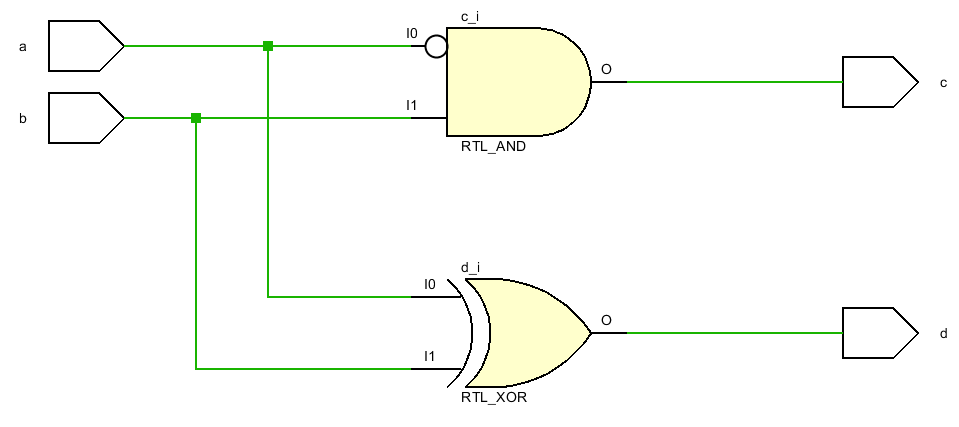 c_i
a
I0
O
c
b
I1
RTL_AND
d_i
I0
O
d
I1
RTL_XOR